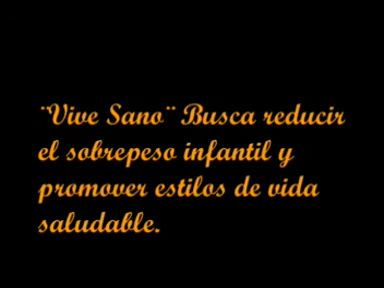 ¨Vive Sano¨ Busca reducir
el sobrepeso infantil y
promover estilos de vida
saludable.